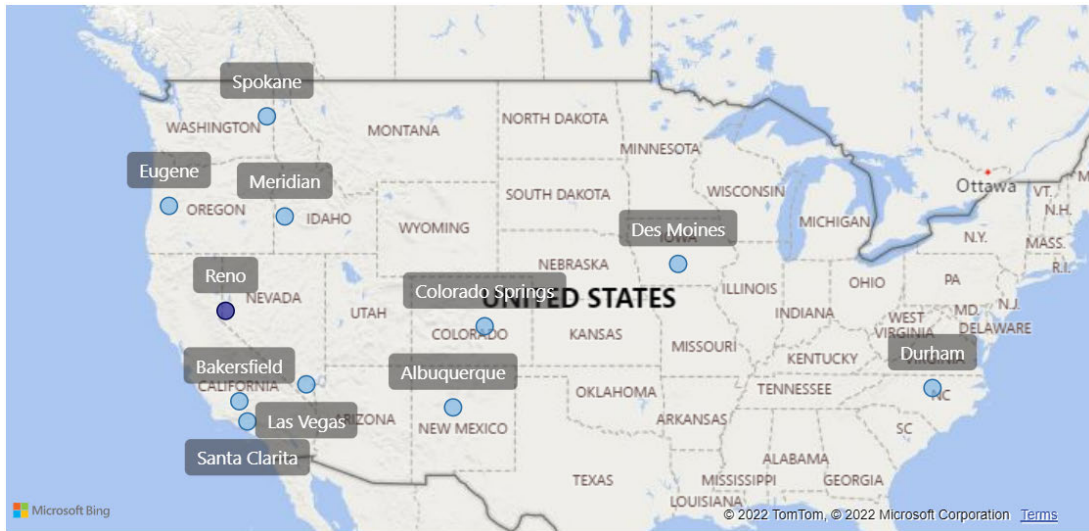 Spokane
WASHINGTON
MONTANA
NORTH DAKOTA
MINNESOTA
Ottawa
Eugene
Meridian
OREGON
IDAHO
SOUTH DAKOTA
WISCONSIN
MICHIGAN
VT.
N.H.
WYOMING
Des Moines
IOWA
N.Y.
MASS.
R.I.
Reno
NEVADA
NEBRASKA
Colorado Springs
UNITED STATES
ILLINOIS
INDIANA
OHIO
PA
N.J.
MD.
DELAWARE
UTAH
COLORADO
KANSAS
MISSOURI
WEST
VIRGINIA
VIRGINIA
KENTUCKY
Durham
Bakersfield
CALIFORNIA
Albuquerque
OKLAHOMA
TENNESSEE
NC
Las Vegas
ARIZONA
NEW MEXICO
ARKANSAS
SC
Santa Clarita
TEXAS
MISSISSIPPI
ALABAMA
GEORGIA
LOUISIANA
Microsoft Bing
© 2022 TomTom, © 2022 Microsoft Corporation Terms